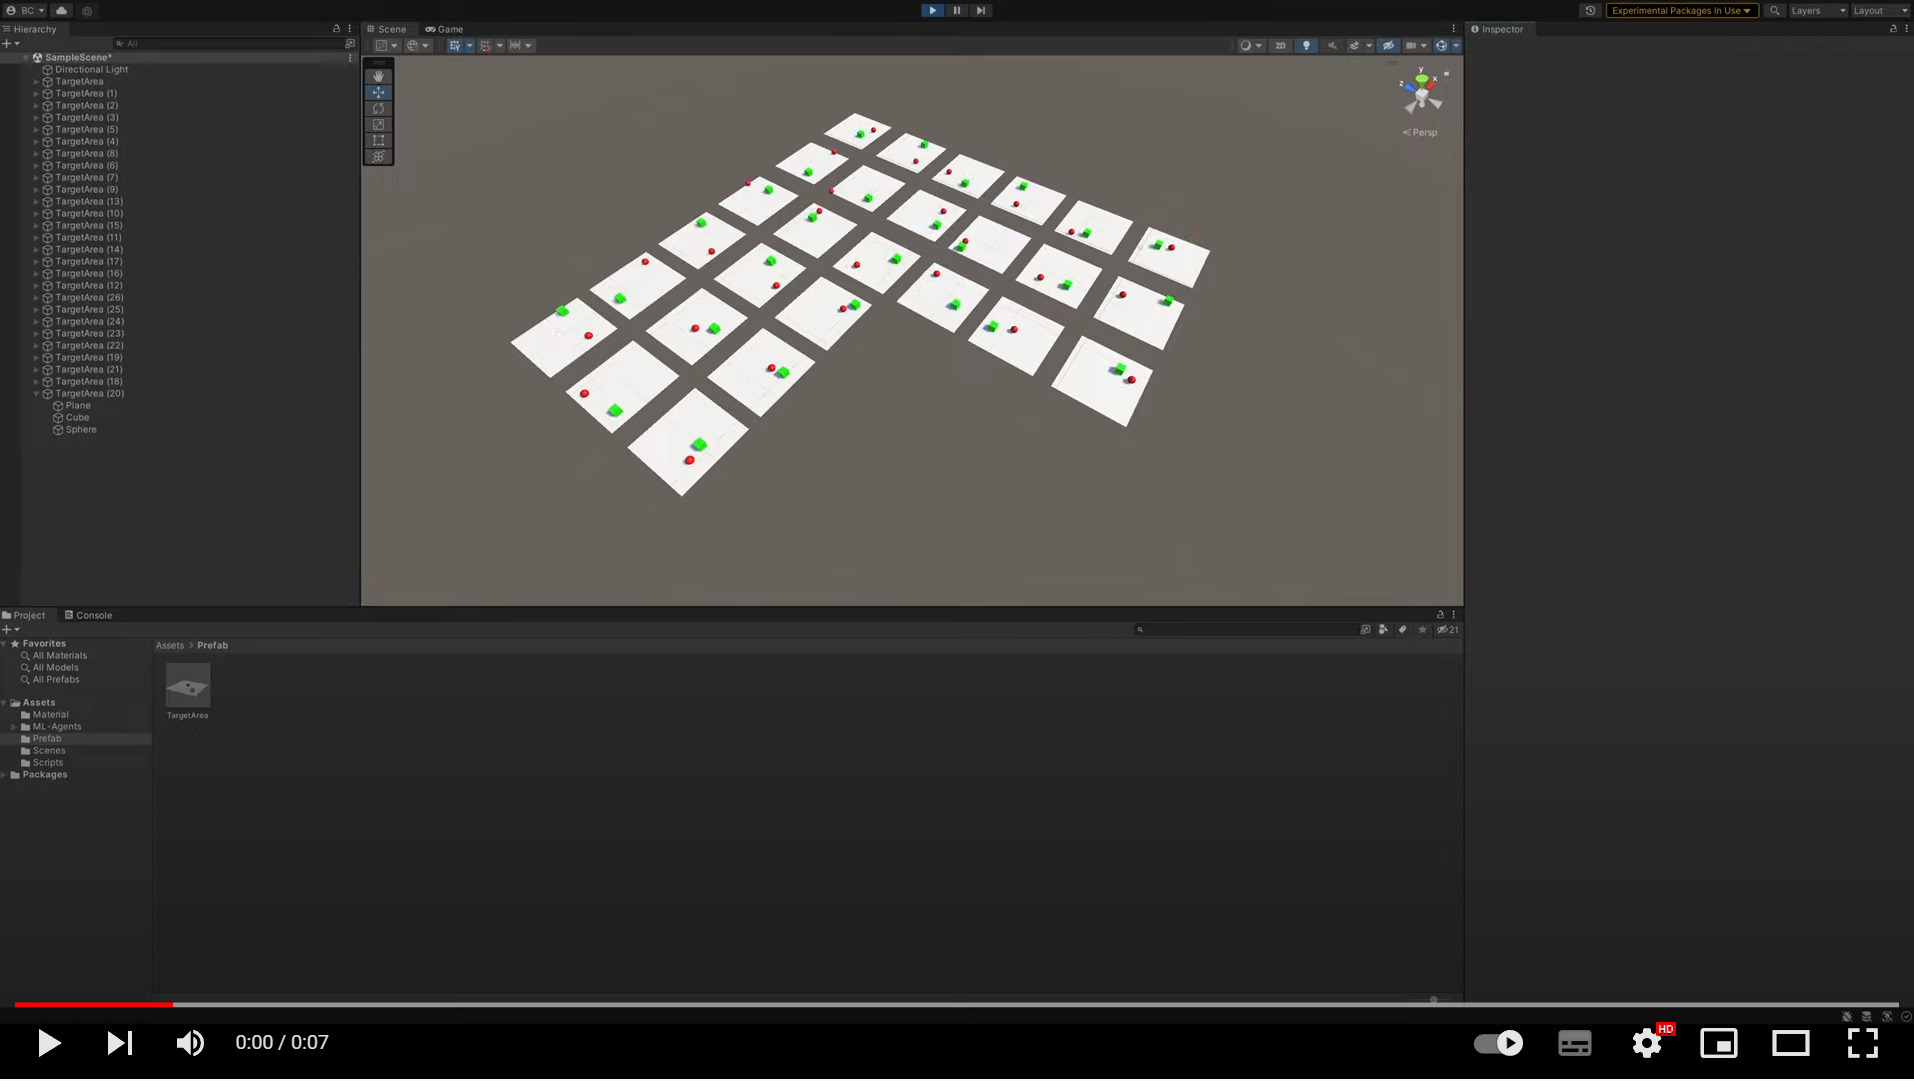 BC
Experimental Packages In Use
Layers
Layout
Hierarchy
All
SampleScene*
Directional Light
TargetArea
TargetArea (1)
TargetArea (2)
TargetArea (3)
TargetArea (5)
TargetArea (4)
TargetArea (8)
TargetArea (6)
TargetArea (7)
TargetArea (9)
TargetArea (13)
TargetArea (10)
TargetArea (15)
TargetArea (11)
TargetArea (14)
TargetArea (17)
TargetArea (16)
TargetArea (12)
TargetArea (26)
TargetArea (25)
TargetArea (24)
TargetArea (23)
TargetArea (22)
TargetArea (19)
TargetArea (21)
TargetArea (18)
TargetArea (20)
Plane
Cube
Sphere
Scene
Game
2D
y
x
z
Persp
Inspector
Project
Console
21
Favorites
All Materials
All Models
All Prefabs
Assets
Material
ML-Agents
Prefab
Scenes
Scripts
Packages
Assets > Prefab
TargetArea
0:00 / 0:07
HD